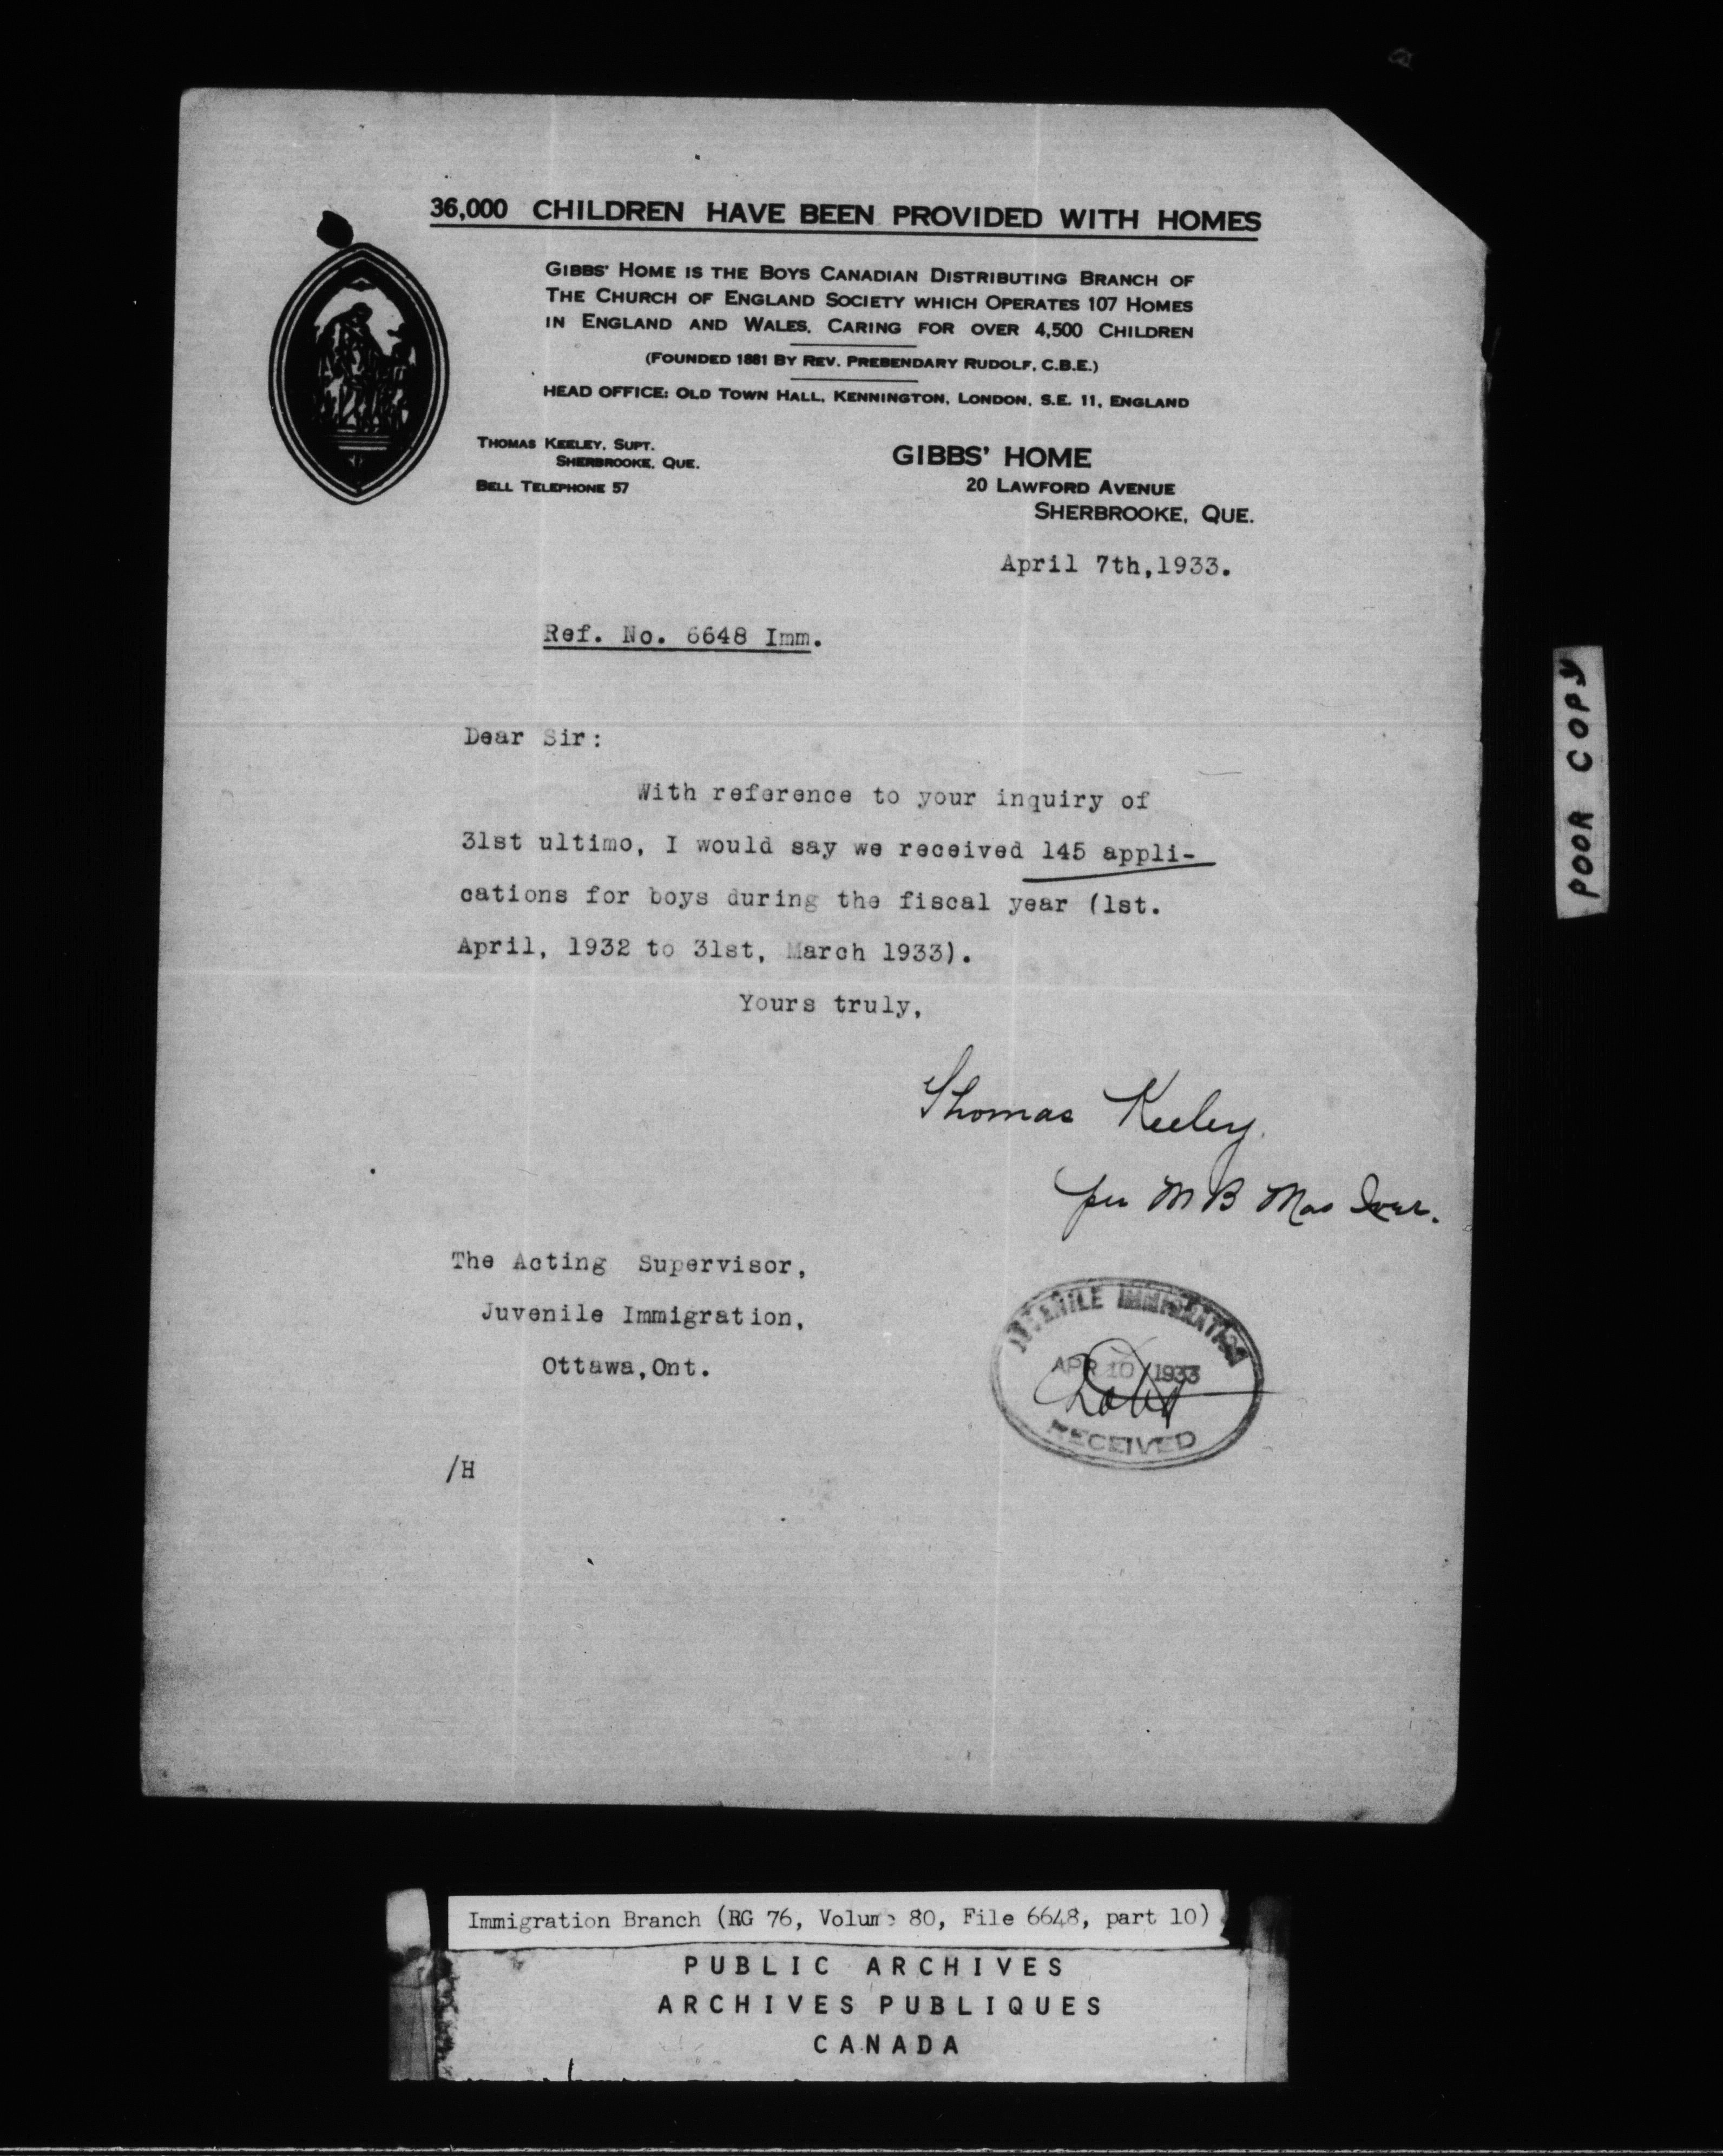 36,000 CHILDREN HAVE BEEN PROVIDED WITH HOMES
GIBBS' HOME IS THE BOYS CANADIAN DISTRIBUTING BRANCH OF
THE CHURCH OF ENGLAND SOCIETY WHICH OPERATES 107 HOMES
IN ENGLAND AND WALES, CARING FOR OVER 4,500 CHILDREN
(FOUNDED 1881 BY REV. PREBENDARY RUDOLF, C.B.E.)
HEAD OFFICE: OLD TOWN HALL, KENNINGTON, LONDON, S.E. 11, ENGLAND
THOMAS KEELEY, SUPT.
SHERBROOKE, QUE.
BELL TELEPHONE 57
GIBBS' HOME
20 LAWFORD AVENUE
SHERBROOKE, QUE.
April 7th,1933.
Ref. No. 6648 Imm.
Dear Sir:
With reference to your inquiry of
31st ultimo, I would say we received 145 appli-
cations for boys during the fiscal year (1st.
April, 1932 to 31st, March 1933).
Yours truly,
Thomas Keeley.
per M B Mac Iver.
The Acting Supervisor,
Juvenile Immigration,
Ottawa,Ont.
JUVENILE IMMIGRATION
APR 10 1933
RECEIVED
/H
POOR COPY
Immigration Branch (RG 76, Volume 80, File 6648, part 10)
PUBLIC ARCHIVES
ARCHIVES PUBLIQUES
CANADA